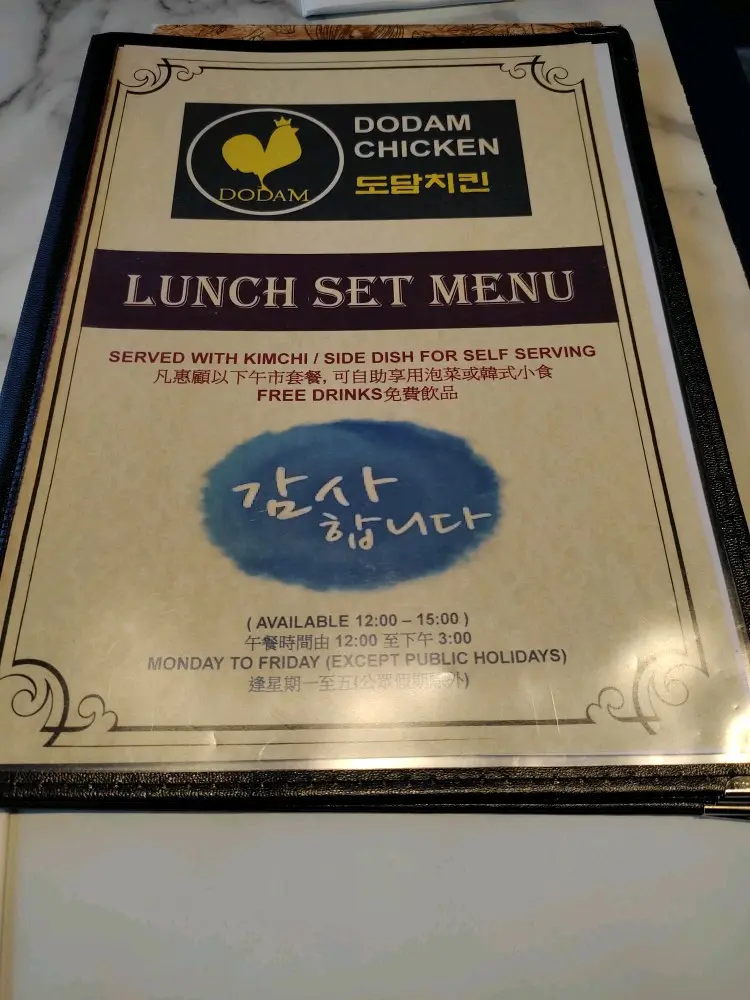 DODAM
DODAM
CHICKEN
도담치킨
LUNCH SET MENU
SERVED WITH KIMCHI / SIDE DISH FOR SELF SERVING
凡惠顧以下午市套餐, 可自助享用泡菜或韓式小食
FREE DRINKS免費飲品
감사
합니다
( AVAILABLE 12:00 – 15:00 )
午餐時間由 12:00 至下午 3:00
MONDAY TO FRIDAY (EXCEPT PUBLIC HOLIDAYS)
逢星期一至五(公眾假期除外)